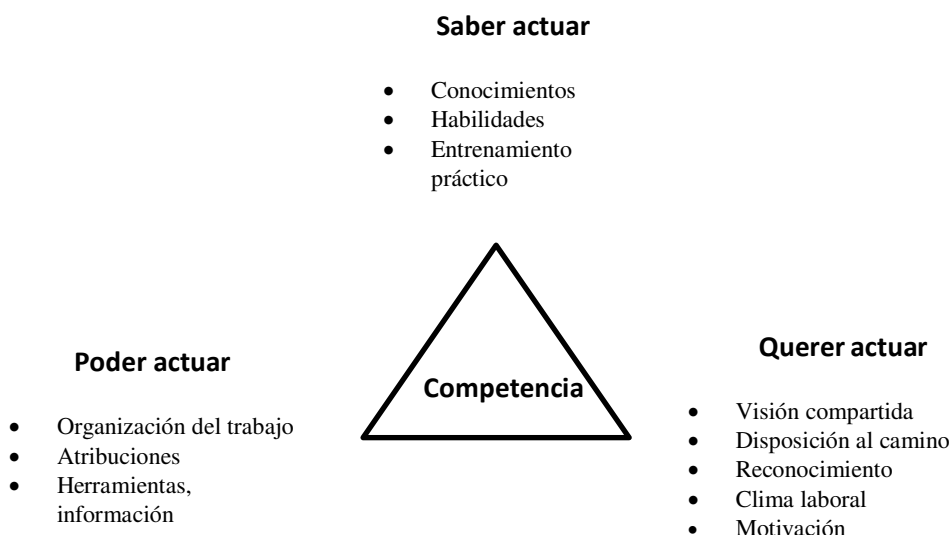 Saber actuar
• Conocimientos
• Habilidades
• Entrenamiento
práctico
Competencia
Poder actuar
• Organización del trabajo
• Atribuciones
• Herramientas,
información
Querer actuar
• Visión compartida
• Disposición al camino
• Reconocimiento
• Clima laboral
• Motivación